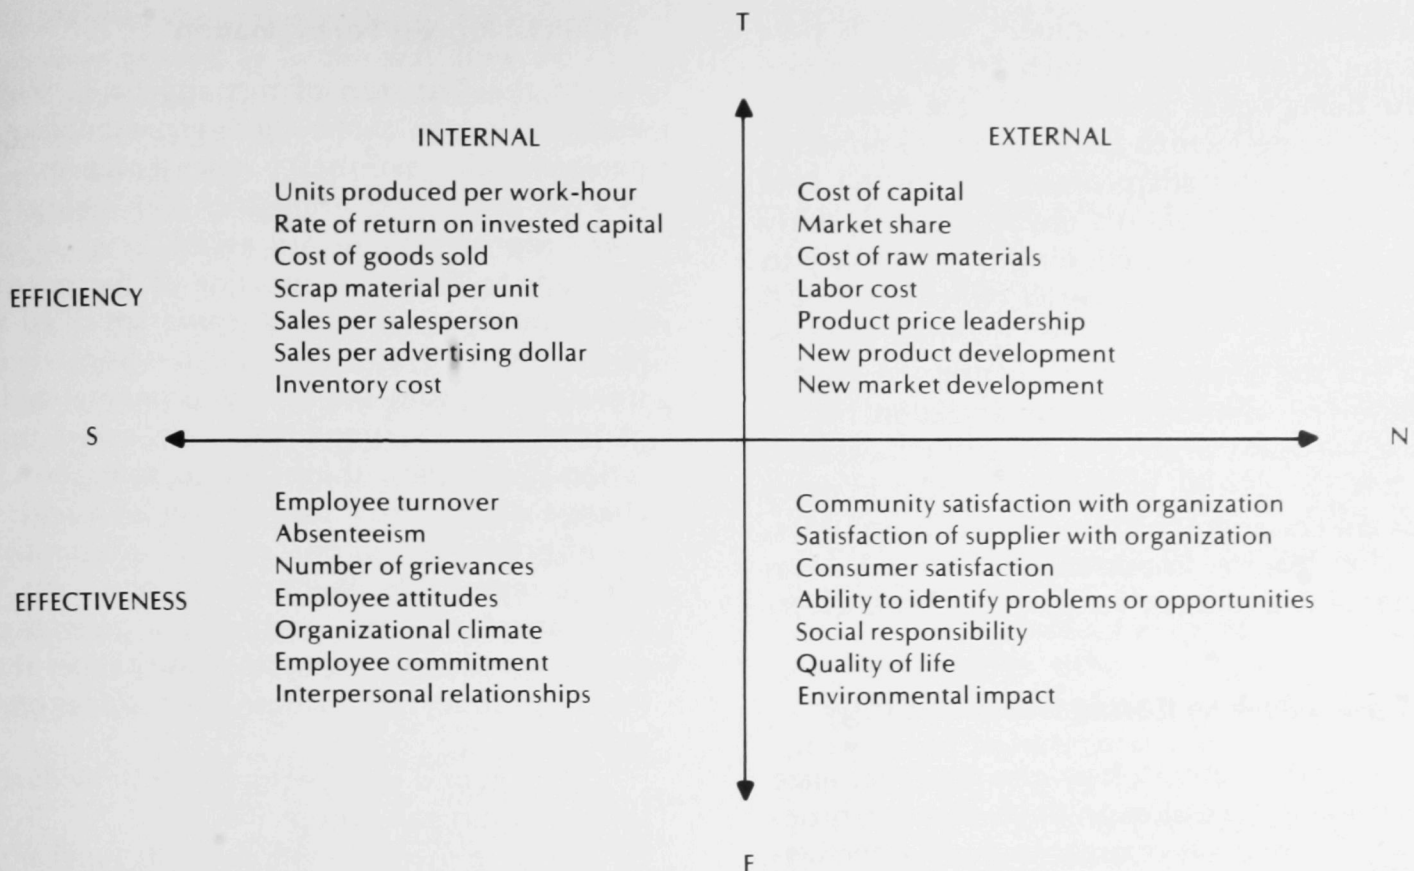 T
INTERNAL
EXTERNAL
Units produced per work-hour
Rate of return on invested capital
Cost of goods sold
Scrap material per unit
Sales per salesperson
Sales per advertising dollar
Inventory cost
Cost of capital
Market share
Cost of raw materials
Labor cost
Product price leadership
New product development
New market development
EFFICIENCY
S
N
Employee turnover
Absenteeism
Number of grievances
Employee attitudes
Organizational climate
Employee commitment
Interpersonal relationships
Community satisfaction with organization
Satisfaction of supplier with organization
Consumer satisfaction
Ability to identify problems or opportunities
Social responsibility
Quality of life
Environmental impact
EFFECTIVENESS
F